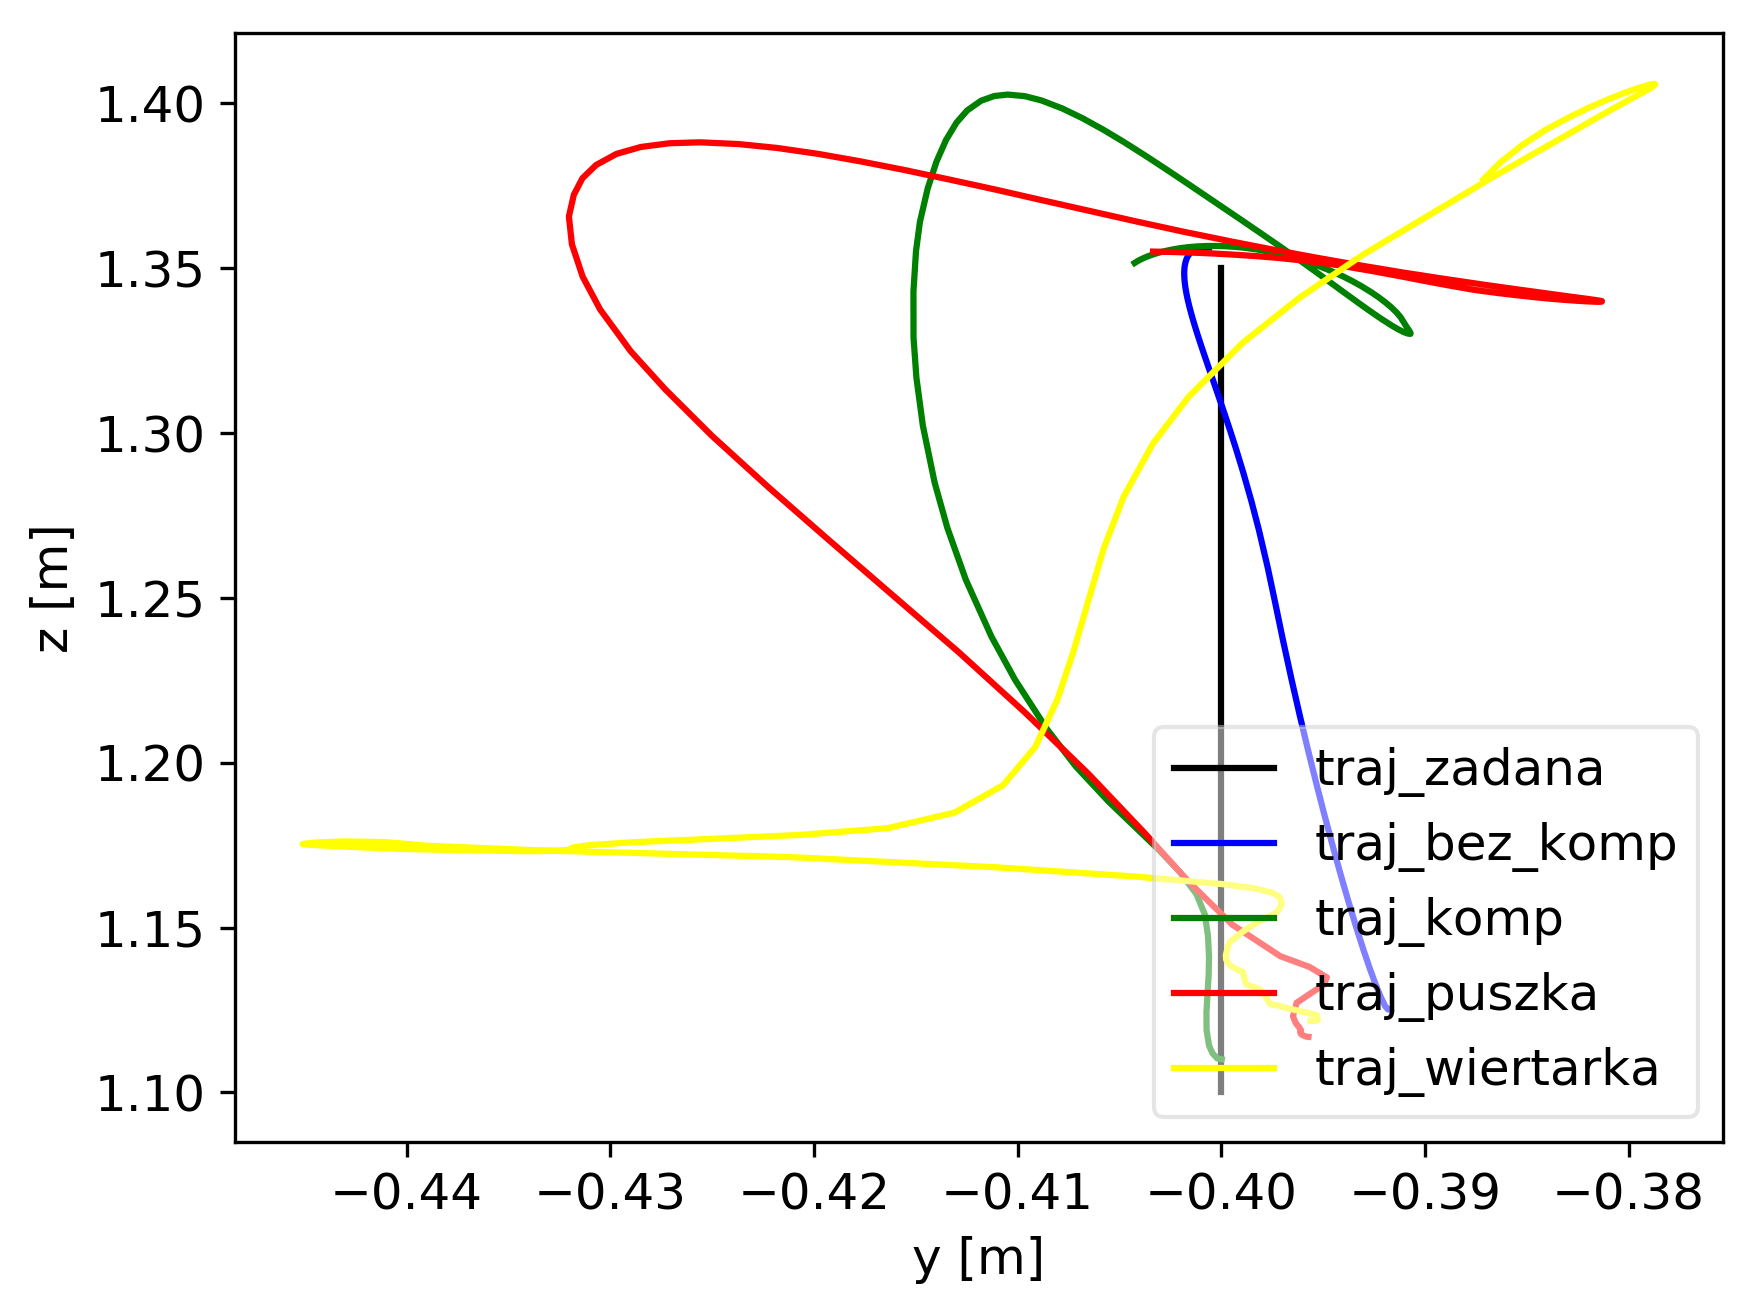 1.40
1.35
1.30
1.25
1.20
1.15
1.10
z [m]
−0.44
−0.43
−0.42
−0.41
−0.40
−0.39
−0.38
y [m]
traj_zadana
traj_bez_komp
traj_komp
traj_puszka
traj_wiertarka